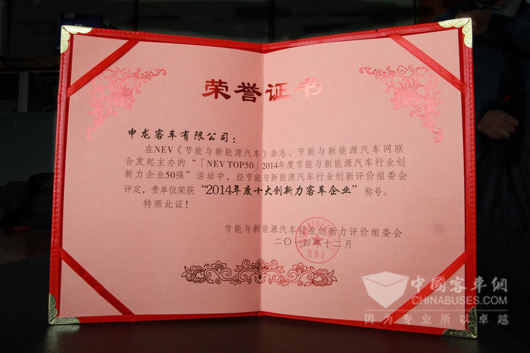 荣誉证书
申龙客车有限公司：
在NEV《节能与新能源汽车》杂志、节能与新能源汽车网联
合发起主办的“「NEV TOP50」2014年度节能与新能源汽车行业创
新力企业50强”活动中，经节能与新能源汽车行业创新评价组委会
评定，贵单位荣获“2014年度十大创新力客车企业”称号。
特颁此证！
节能与新能源汽车行业创新力评价组委会
二〇一四年十二月
中国客車网
CHINABUSES.COM
因为专业所以卓越